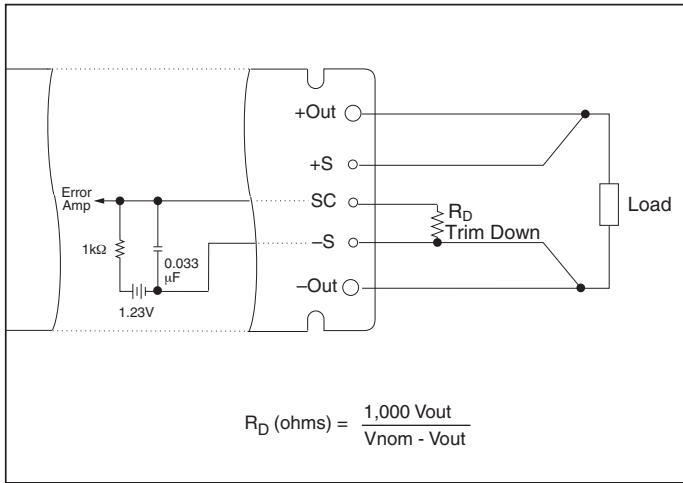 +Out
+S
Error
Amp
SC
R_D
Load
1kΩ
0.033
µF
–S
Trim Down
1.23V
–Out
R_D (ohms) = 1,000 Vout
Vnom - Vout